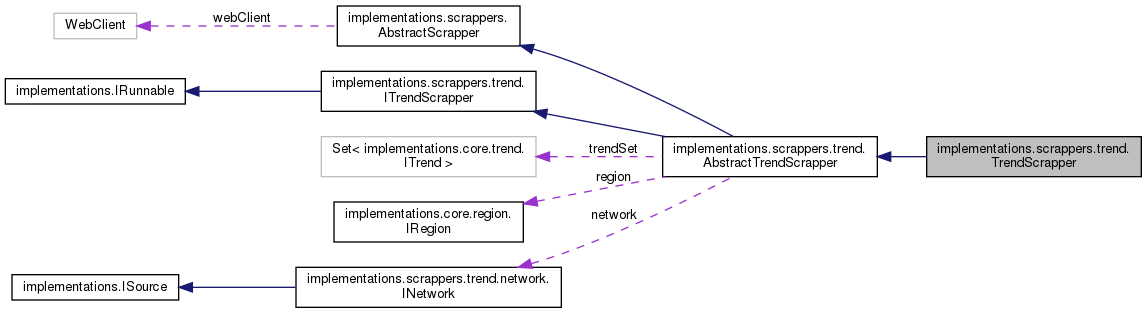 WebClient
webClient
implementations.scrappers.
AbstractScrapper
implementations.IRunnable
implementations.scrappers.trend.
ITrendScrapper
Set< implementations.core.trend.
ITrend >
trendSet
implementations.scrappers.trend.
AbstractTrendScrapper
implementations.scrappers.trend.
TrendScrapper
region
implementations.core.region.
IRegion
network
implementations.ISource
implementations.scrappers.trend.network.
INetwork